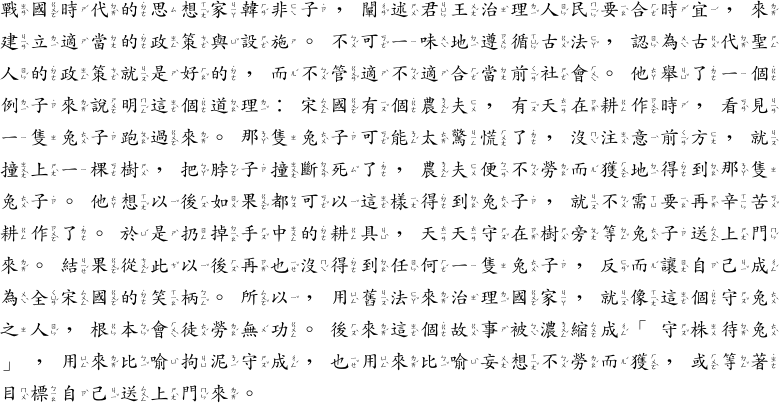 戰國時代的思想家韓非子，闡述君王治理人民要合時宜，來
建立適當的政策與設施。不可一味地遵循古法，認為古代聖
人的政策就是好的，而不管適不適合當前社會。他舉了一個
例子來說明這個道理：宋國有個農夫，有天在耕作時，看見
一隻兔子跑過來。那隻兔子可能太驚慌了，沒注意前方，就
撞上一棵樹，把脖子撞斷死了，農夫便不勞而獲地得到那隻
兔子。他想以後如果都可以這樣得到兔子，就不需要再辛苦
耕作了。於是扔掉手中的耕具，天天守在樹旁等兔子送上門
來。結果從此以後再也沒得到任何一隻兔子，反而讓自己成
為全宋國的笑柄。所以，用舊法來治理國家，就像這個守兔
之人，根本會徒勞無功。後來這個故事被濃縮成「守株待兔
」，用來比喻拘泥守成，也用來比喻妄想不勞而獲，或等著
目標自己送上門來。